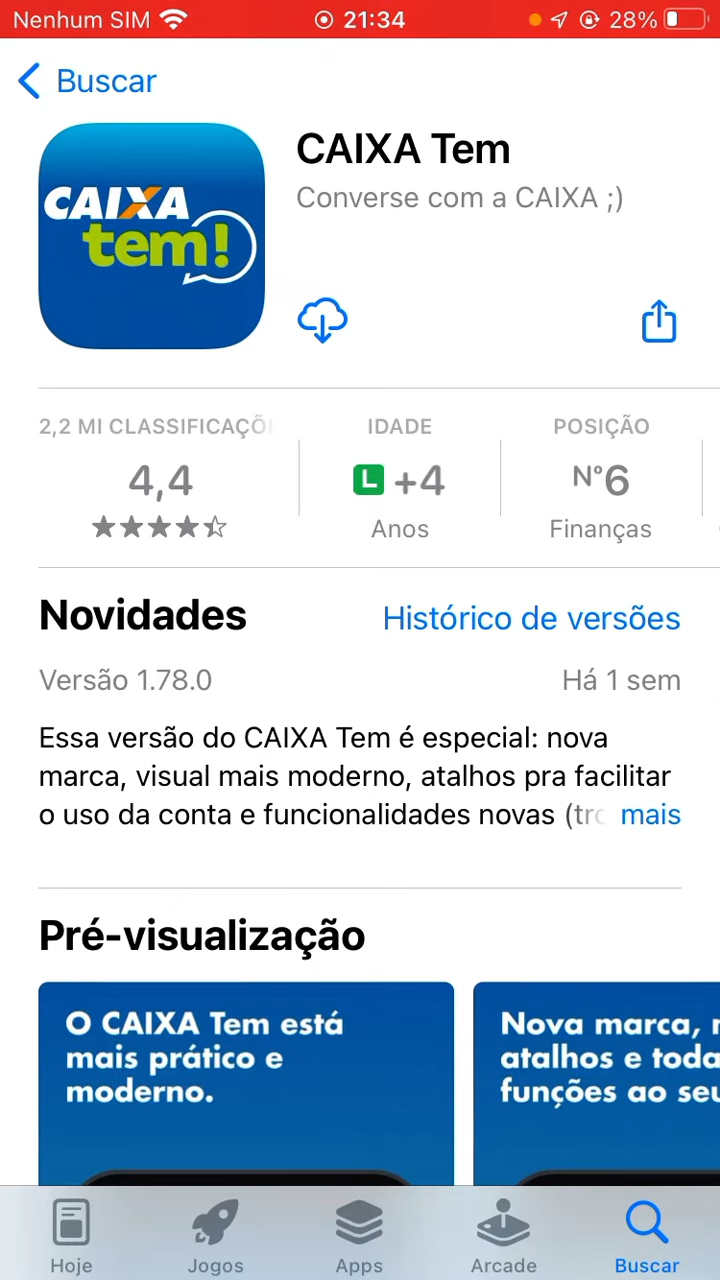 Nenhum SIM 21:34 28%
Buscar
CAIXA tem!
CAIXA Tem
Converse com a CAIXA ;)
2,2 MI IDADE POSIÇÃO
4,4 L +4 Nº6
Anos Finanças
Novidades Histórico de versões
Versão 1.78.0 Há 1 sem
Essa versão do CAIXA Tem é especial: nova
marca, visual mais moderno, atalhos pra facilitar
o uso da conta e funcionalidades novas mais
Pré-visualização
O CAIXA Tem está
mais prático e
moderno.
Nova marca,
atalhos e toda
funções ao seu
Hoje Jogos Apps Arcade Buscar